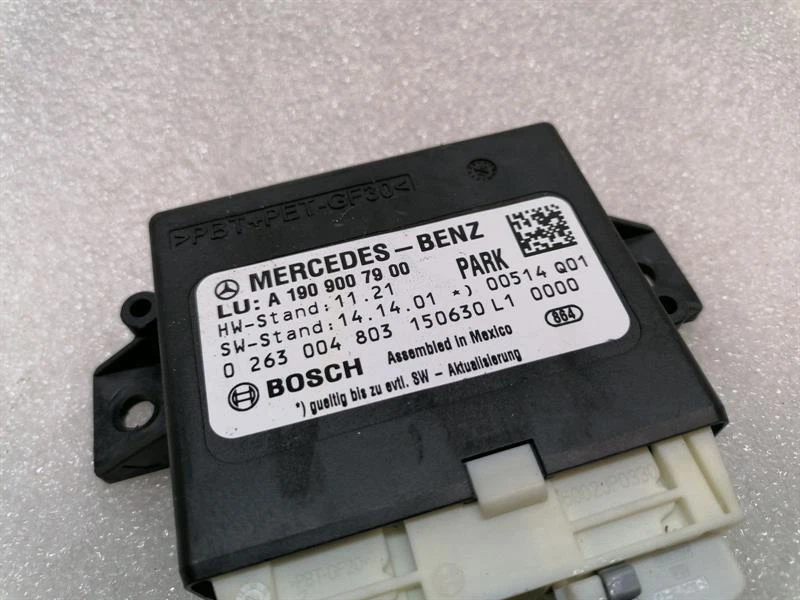 >PBT+PET-GF30<
MERCEDES-BENZ
LU: A 190 900 79 00 PARK
HW-Stand: 11.21
SW-Stand: 14.14.01 *) 00514 Q01
0 263 004 803 150630 L1 0000
BOSCH Assembled in Mexico 864
*) gueltig bis zu evtl. SW - Aktualisierung